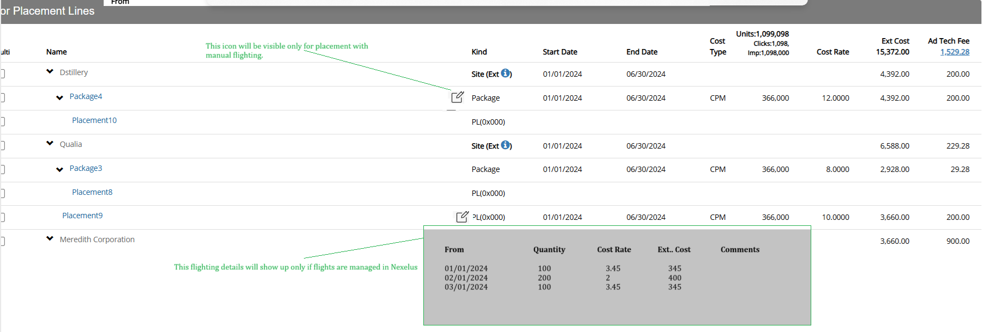 From
or Placement Lines
ulti Name Kind Start Date End Date Cost Type Units:1,099,098 Clicks:1,098, Imp:1,098,000 Cost Rate Ext Cost 15,372.00 Ad Tech Fee 1,529.28
This icon will be visible only for placement with
manual flighting.
Dstillery Site (Ext i) 01/01/2024 06/30/2024 4,392.00 200.00
Package4 Package 01/01/2024 06/30/2024 CPM 366,000 12.0000 4,392.00 200.00
Placement10 PL(0x000)
Qualia Site (Ext i) 01/01/2024 06/30/2024 6,588.00 229.28
Package3 Package 01/01/2024 06/30/2024 CPM 366,000 8.0000 2,928.00 29.28
Placement8 PL(0x000)
Placement9 PL(0x000) 01/01/2024 06/30/2024 CPM 366,000 10.0000 3,660.00 200.00
Meredith Corporation 3,660.00 900.00
This flighting details will show up only if flights are managed in Nexelus
From Quantity Cost Rate Ext.. Cost Comments
01/01/2024 100 3.45 345
02/01/2024 200 2 400
03/01/2024 100 3.45 345